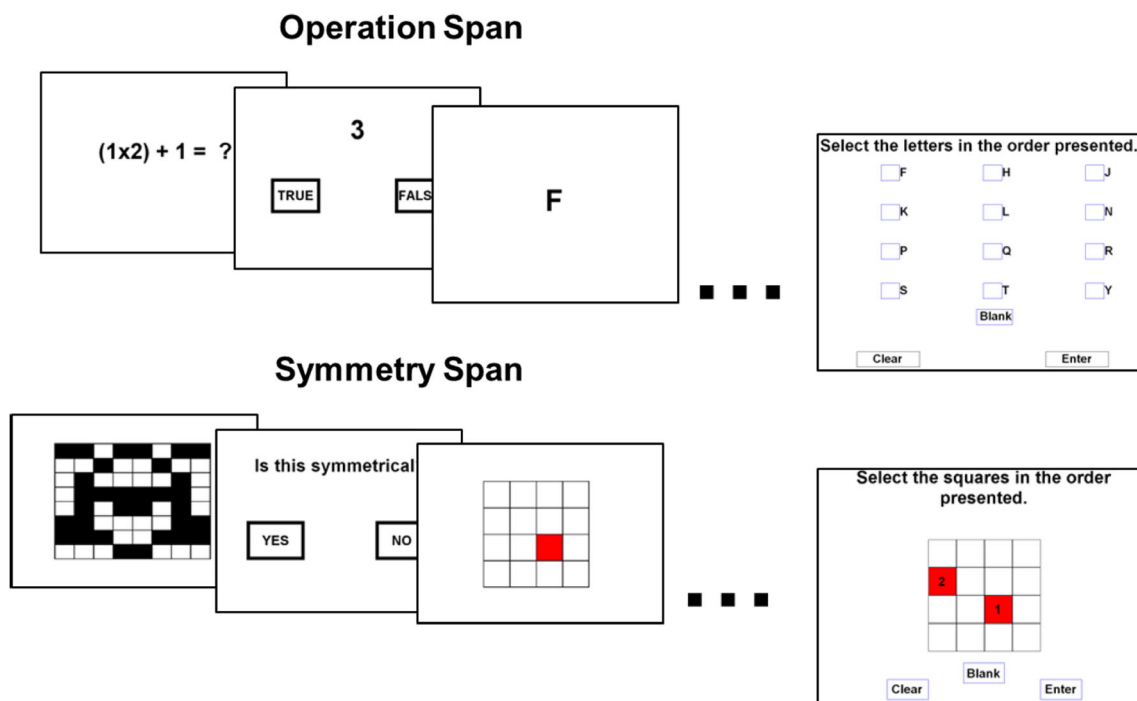 Operation Span
(1x2) + 1 = ?
3
TRUE
FALS
F
Select the letters in the order presented.
F H J
K L N
P Q R
S T Y
Blank
Clear Enter
Symmetry Span
Is this symmetrical
YES
NO
Select the squares in the order
presented.
2
1
Blank
Clear Enter